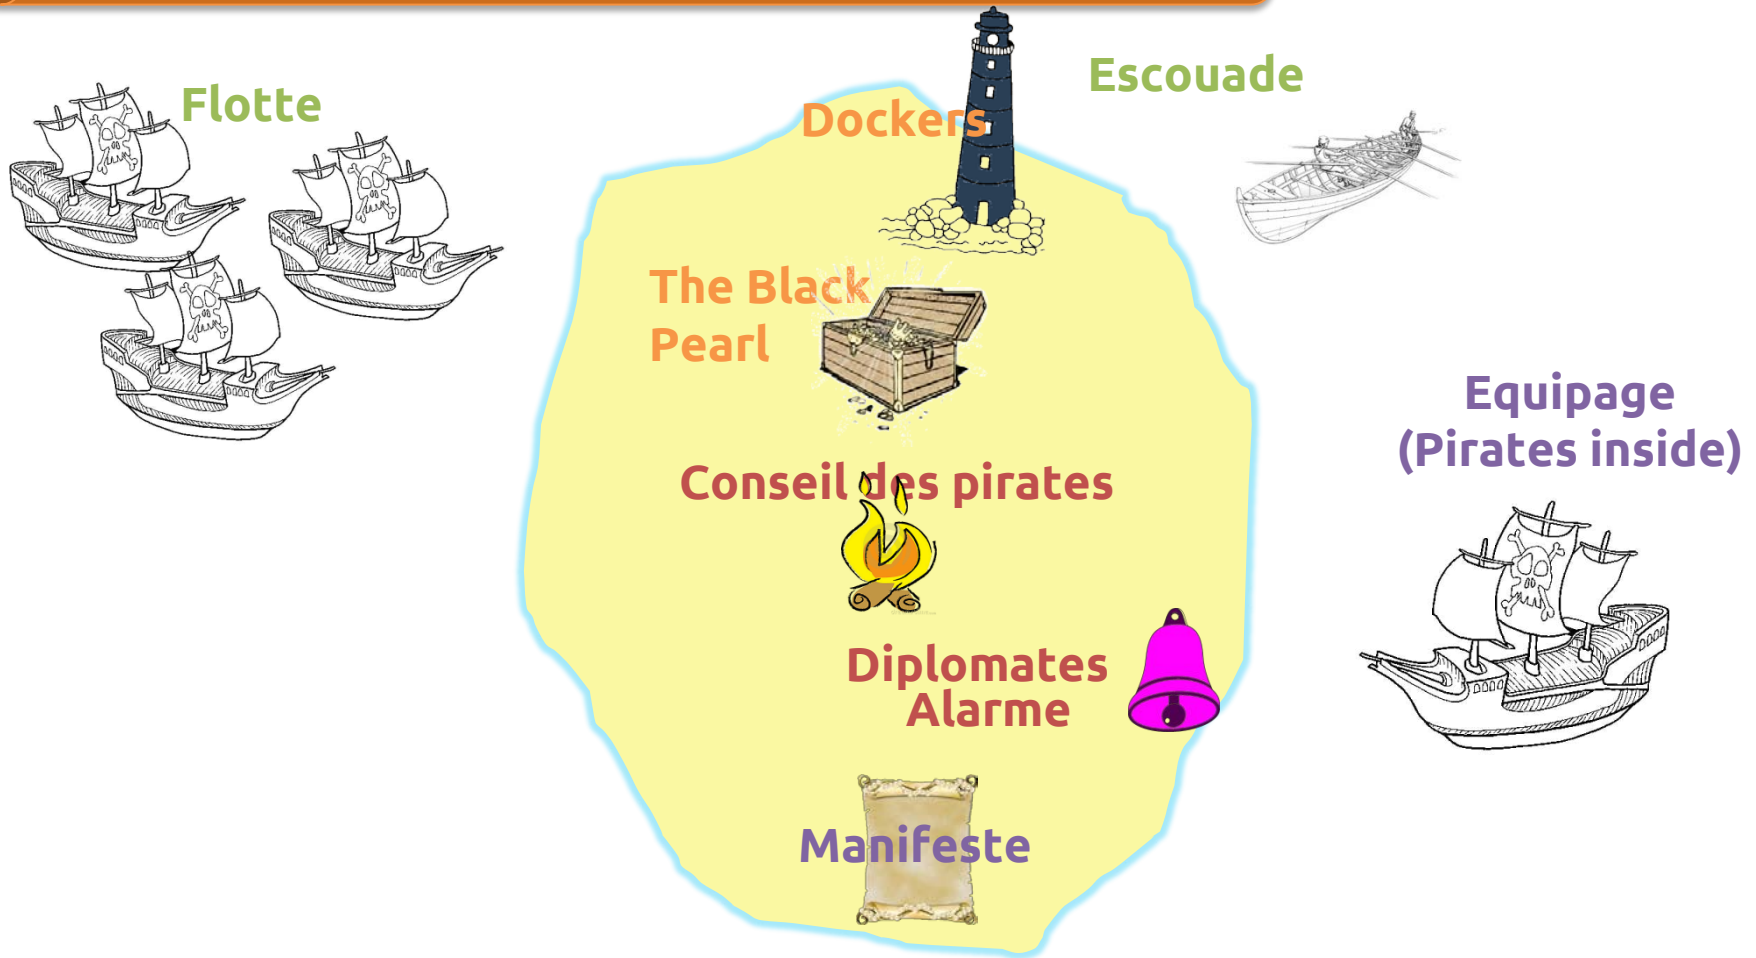 Flotte
Escouade
Dockers
The Black
Pearl
Equipage
(Pirates inside)
Conseil des pirates
Diplomates
Alarme
Manifeste